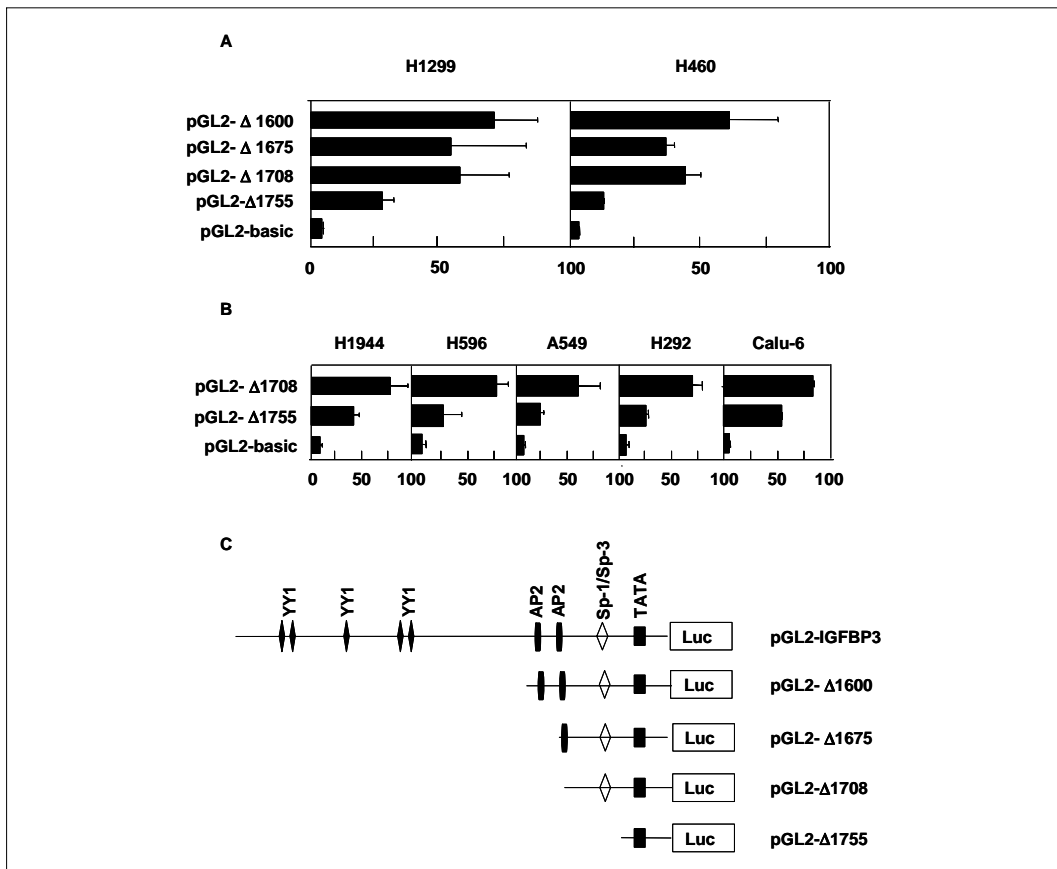 A
H1299 H460
pGL2- Δ 1600
pGL2- Δ 1675
pGL2- Δ 1708
pGL2-Δ1755
pGL2-basic
0 50 100 50 100
B
H1944 H596 A549 H292 Calu-6
pGL2- Δ1708
pGL2- Δ1755
pGL2-basic
0 50 100 50 100 50 100 50 100 50 100
C
YY1 YY1 YY1 AP2 AP2 Sp-1/Sp-3 TATA
Luc pGL2-IGFBP3
Luc pGL2- Δ1600
Luc pGL2- Δ1675
Luc pGL2-Δ1708
Luc pGL2-Δ1755